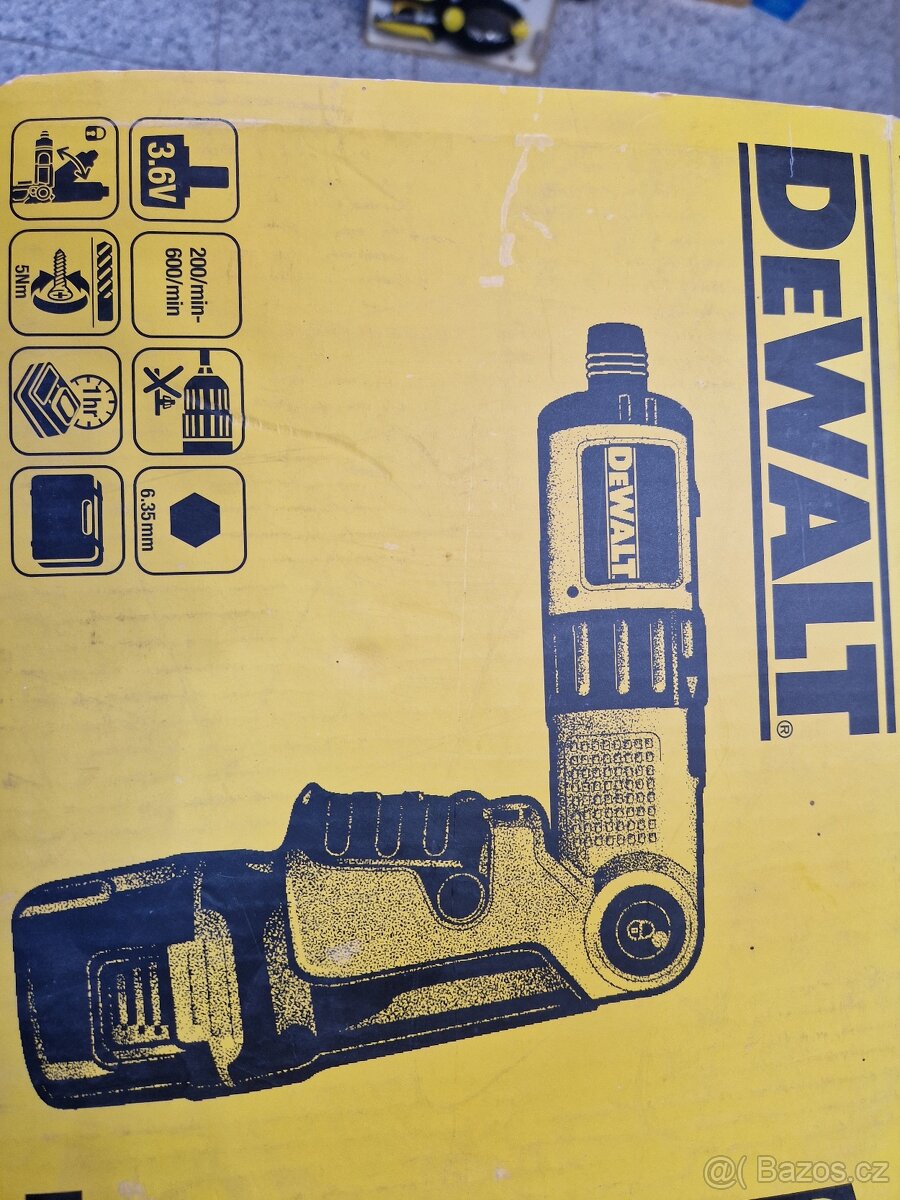 DEWALT®
DEWALT
3.6V
200/min-
600/min
5Nm
1hr
6.35mm
@( Bazos.cz